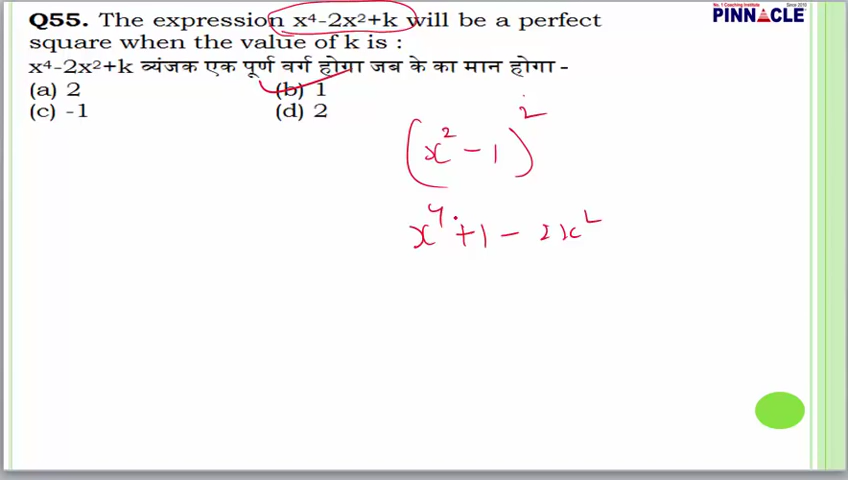 Q55. The expression x⁴-2x²+k will be a perfect
square when the value of k is :
x⁴-2x²+k व्यंजक एक पूर्ण वर्ग होगा जब के का मान होगा -
(a) 2 (b) 1
(c) -1 (d) 2
No. 1 Coaching Institute Since 2010
PINNACLE
(x² - 1)²
x⁴ + 1 - 2x²